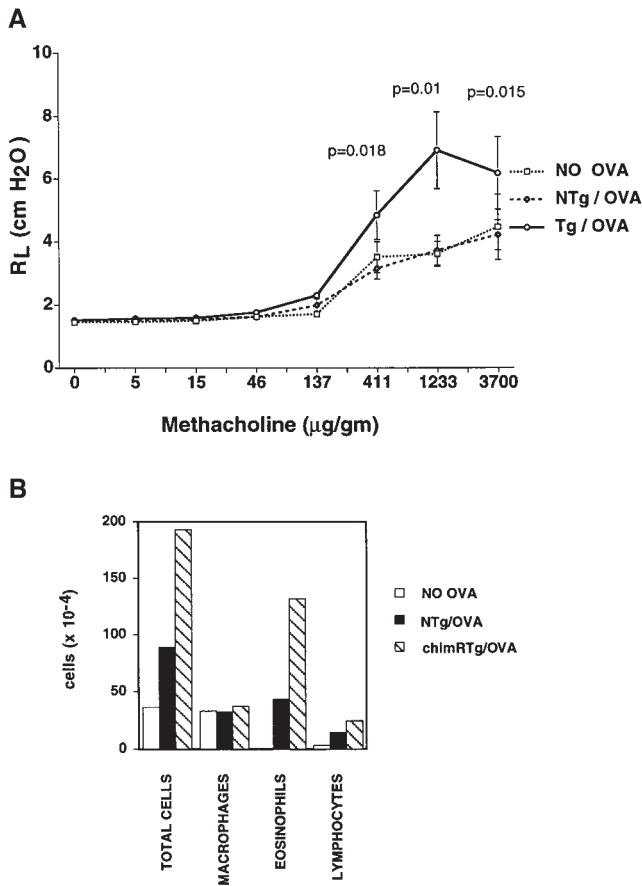 A
10
8
6
4
2
0
RL (cm H2O)
p=0.018
p=0.01
p=0.015
NO OVA
NTg / OVA
Tg / OVA
0 5 15 46 137 411 1233 3700
Methacholine (µg/gm)
B
200
150
100
50
0
cells (x 10-4)
NO OVA
NTg/OVA
chimRTg/OVA
TOTAL CELLS
MACROPHAGES
EOSINOPHILS
LYMPHOCYTES